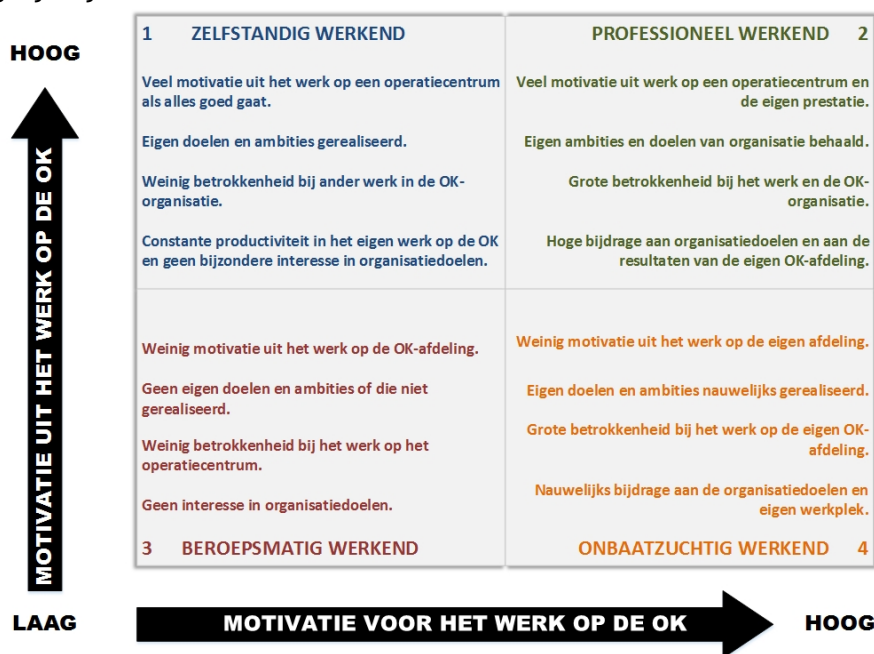 HOOG
MOTIVATIE UIT HET WERK OP DE OK
1 ZELFSTANDIG WERKEND
Veel motivatie uit het werk op een operatiecentrum
als alles goed gaat.
Eigen doelen en ambities gerealiseerd.
Weinig betrokkenheid bij ander werk in de OK-
organisatie.
Constante productiviteit in het eigen werk op de OK
en geen bijzondere interesse in organisatiedoelen.
PROFESSIONEEL WERKEND 2
Veel motivatie uit werk op een operatiecentrum en
de eigen prestatie.
Eigen ambities en doelen van organisatie behaald.
Grote betrokkenheid bij het werk en de OK-
organisatie.
Hoge bijdrage aan organisatiedoelen en aan de
resultaten van de eigen OK-afdeling.
Weinig motivatie uit het werk op de OK-afdeling.
Geen eigen doelen en ambities of die niet
gerealiseerd.
Weinig betrokkenheid bij het werk op het
operatiecentrum.
Geen interesse in organisatiedoelen.
3 BEROEPSMATIG WERKEND
Weinig motivatie uit het werk op de eigen afdeling.
Eigen doelen en ambities nauwelijks gerealiseerd.
Grote betrokkenheid bij het werk op de eigen OK-
afdeling.
Nauwelijks bijdrage aan de organisatiedoelen en
eigen werkplek.
ONBAATZUCHTIG WERKEND 4
LAAG
MOTIVATIE VOOR HET WERK OP DE OK
HOOG